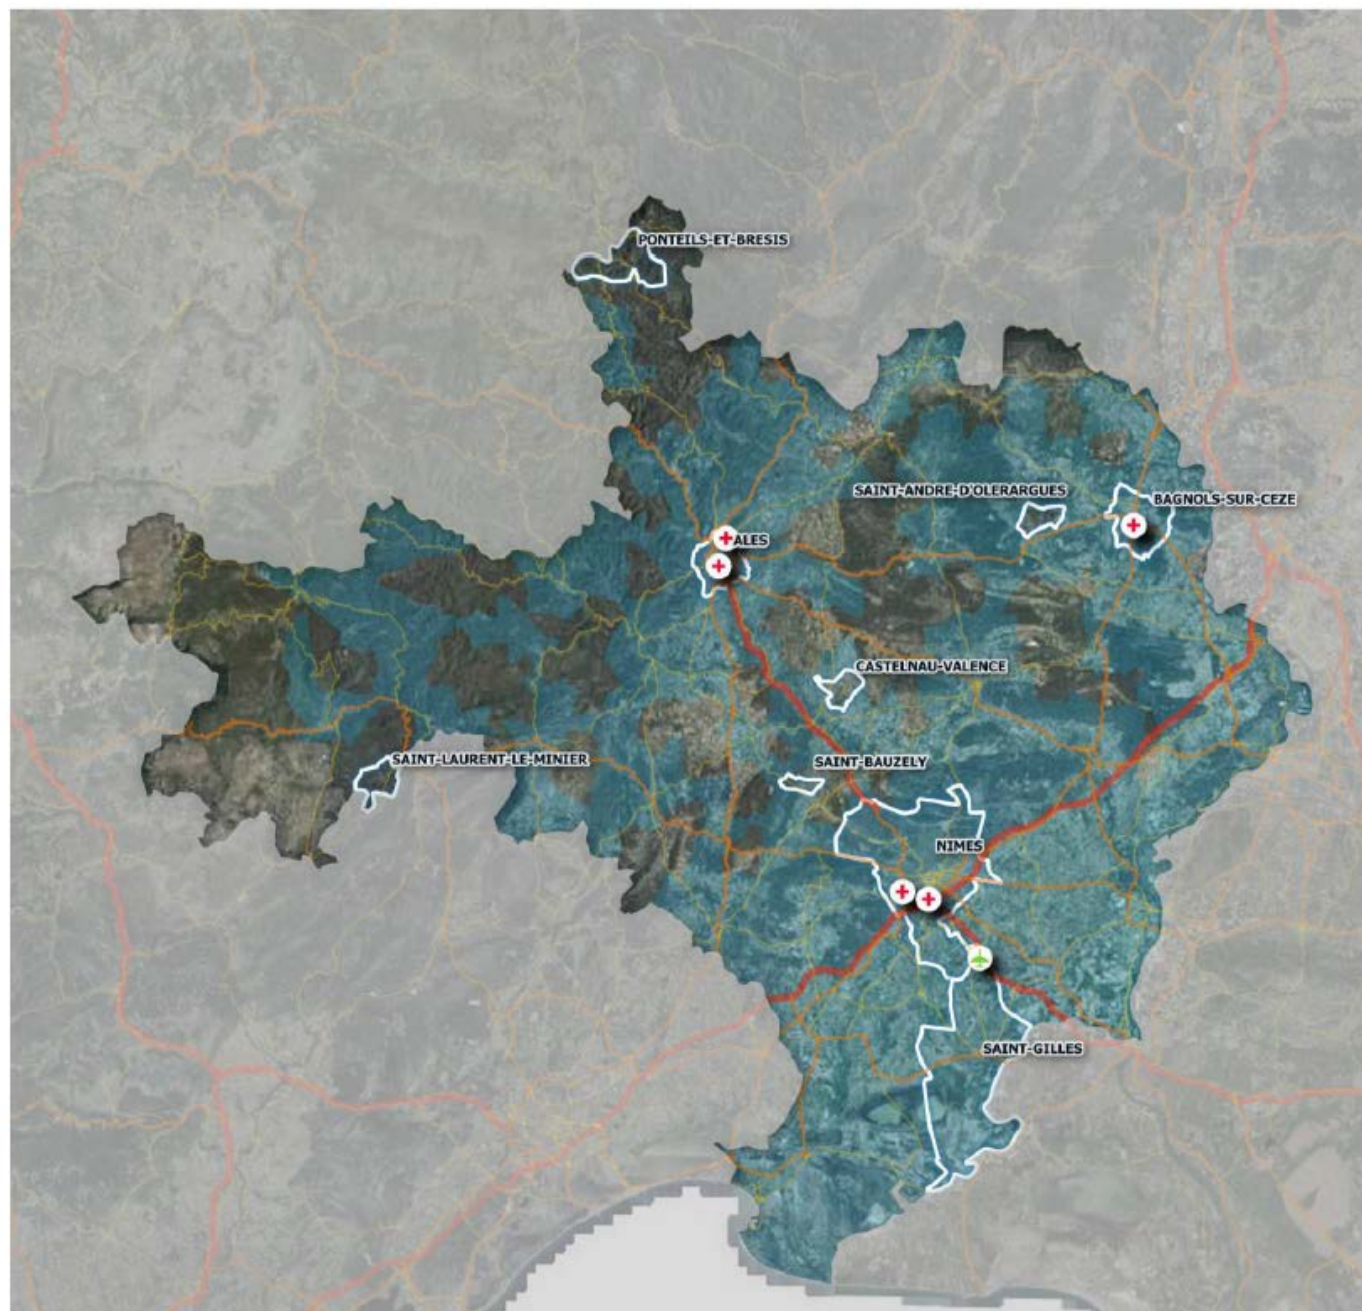 PONTEILS-ET-BRESIS
SAINT-ANDRE-D'OLERARGUES
BAGNOLS-SUR-CEZE
ALES
CASTELNAU-VALENCE
SAINT-LAURENT-LE-MINIER
SAINT-BAUZELY
NIMES
SAINT-GILLES